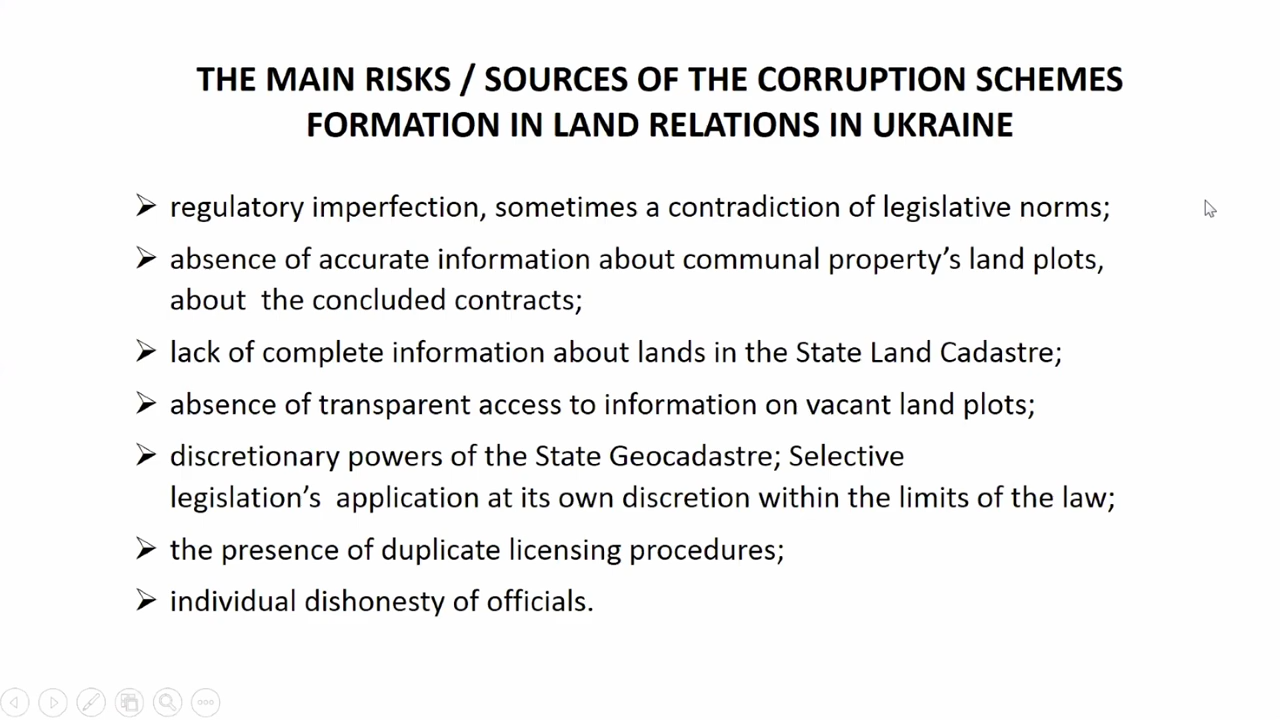 THE MAIN RISKS / SOURCES OF THE CORRUPTION SCHEMES
FORMATION IN LAND RELATIONS IN UKRAINE
regulatory imperfection, sometimes a contradiction of legislative norms;
absence of accurate information about communal property’s land plots,
about  the concluded contracts;
lack of complete information about lands in the State Land Cadastre;
absence of transparent access to information on vacant land plots;
discretionary powers of the State Geocadastre; Selective
legislation’s  application at its own discretion within the limits of the law;
the presence of duplicate licensing procedures;
individual dishonesty of officials.